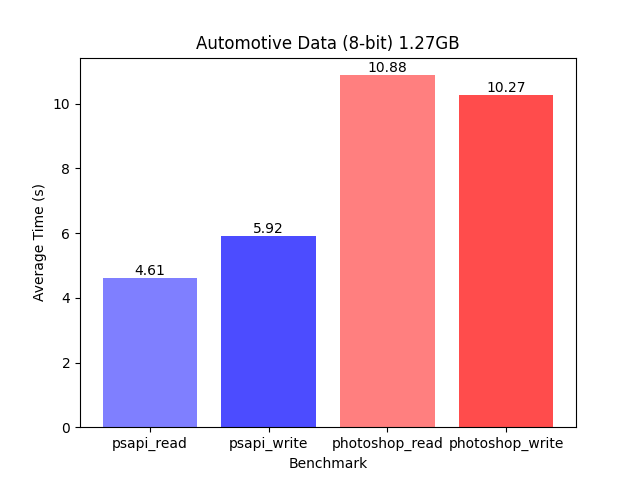 Automotive Data (8-bit) 1.27GB
10.88
10.27
5.92
4.61
Average Time (s)
10
8
6
4
2
0
psapi_read psapi_write photoshop_read photoshop_write
Benchmark